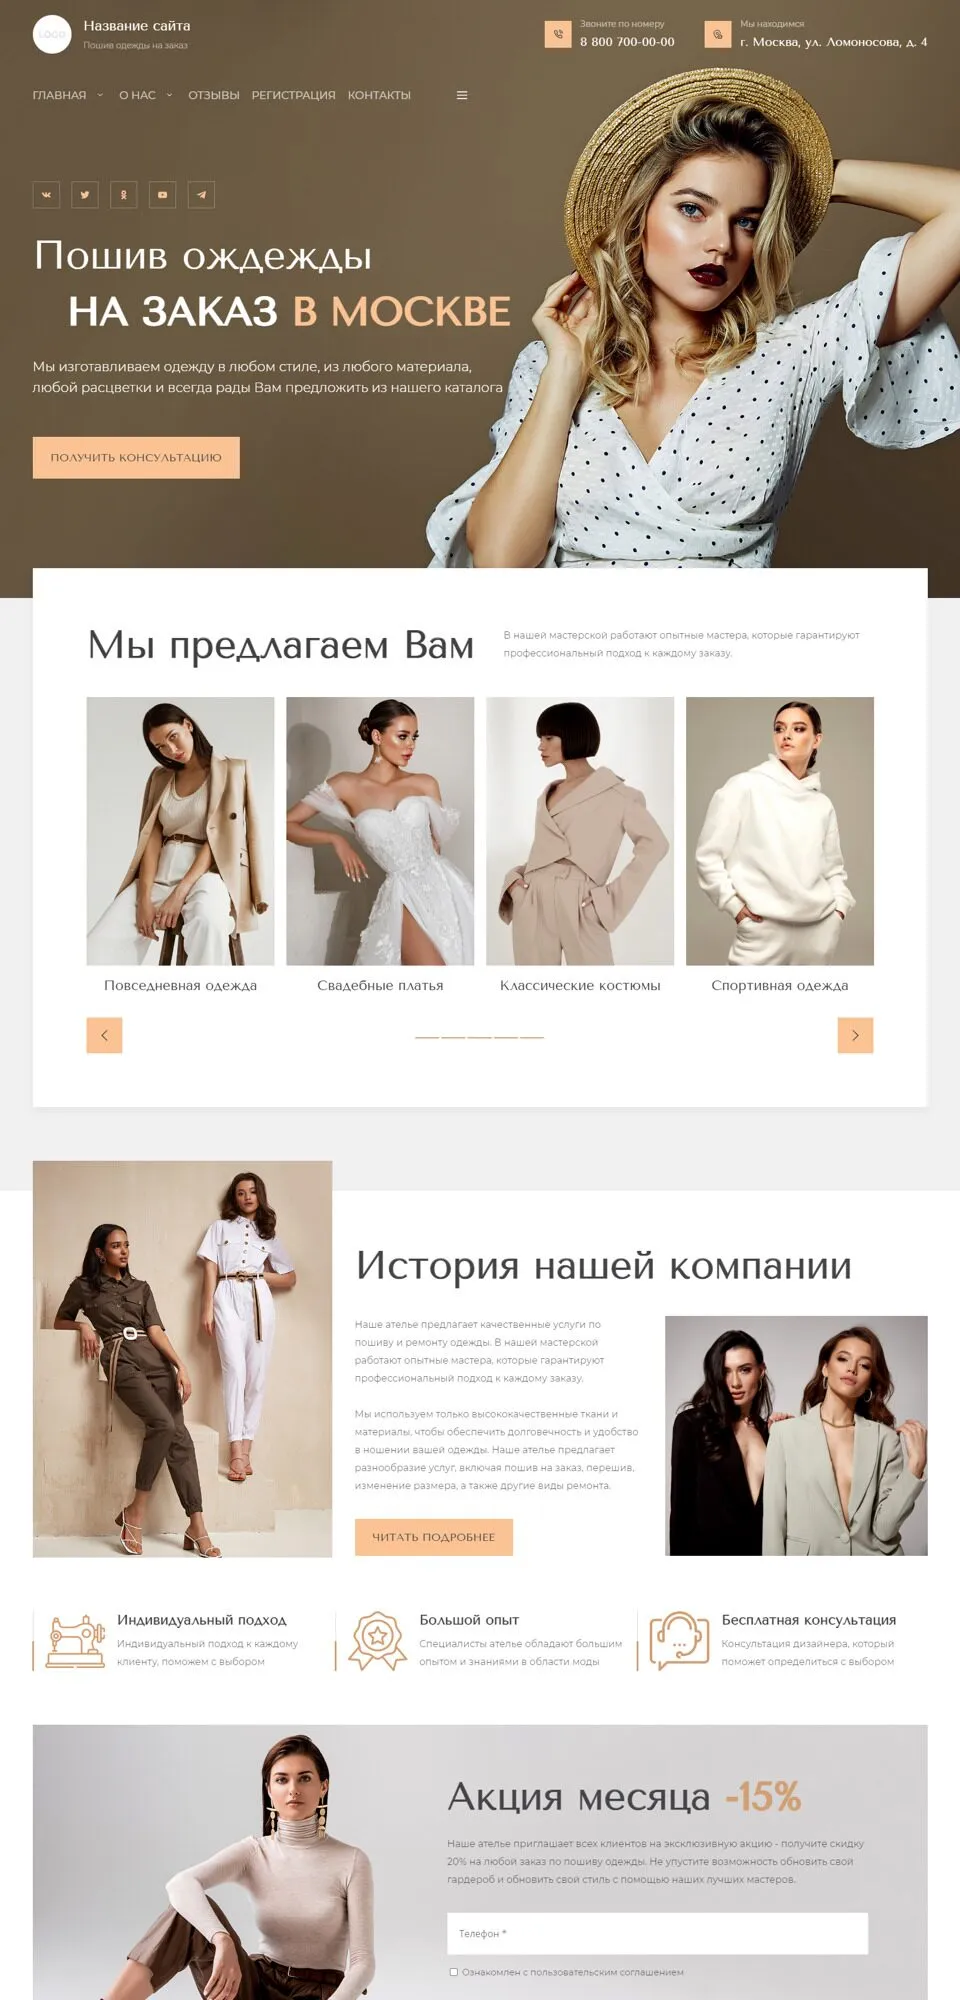 LOGO
Название сайта
Пошив одежды на заказ
Звоните по номеру
8 800 700-00-00
Мы находимся
г. Москва, ул. Ломоносова, д. 4
ГЛАВНАЯ О НАС ОТЗЫВЫ РЕГИСТРАЦИЯ КОНТАКТЫ
Пошив ождежды
НА ЗАКАЗ В МОСКВЕ
Мы изготавливаем одежду в любом стиле, из любого материала,
любой расцветки и всегда рады Вам предложить из нашего каталога
ПОЛУЧИТЬ КОНСУЛЬТАЦИЮ
Мы предлагаем Вам
В нашей мастерской работают опытные мастера, которые гарантируют
профессиональный подход к каждому заказу.
Повседневная одежда
Свадебные платья
Классические костюмы
Спортивная одежда
История нашей компании
Наше ателье предлагает качественные услуги по
пошиву и ремонту одежды. В нашей мастерской
работают опытные мастера, которые гарантируют
профессиональный подход к каждому заказу.
Мы используем только высококачественные ткани и
материалы, чтобы обеспечить долговечность и удобство
в ношении вашей одежды. Наше ателье предлагает
разнообразие услуг, включая пошив на заказ, перешив,
изменение размера, а также другие виды ремонта.
ЧИТАТЬ ПОДРОБНЕЕ
Индивидуальный подход
Индивидуальный подход к каждому
клиенту, поможем с выбором
Большой опыт
Специалисты ателье обладают большим
опытом и знаниями в области моды
Бесплатная консультация
Консультация дизайнера, который
поможет определиться с выбором
Акция месяца -15%
Наше ателье приглашает всех клиентов на эксклюзивную акцию - получите скидку
20% на любой заказ по пошиву одежды. Не упустите возможность обновить свой
гардероб и обновить свой стиль с помощью наших лучших мастеров.
Телефон *
Ознакомлен с пользовательским соглашением